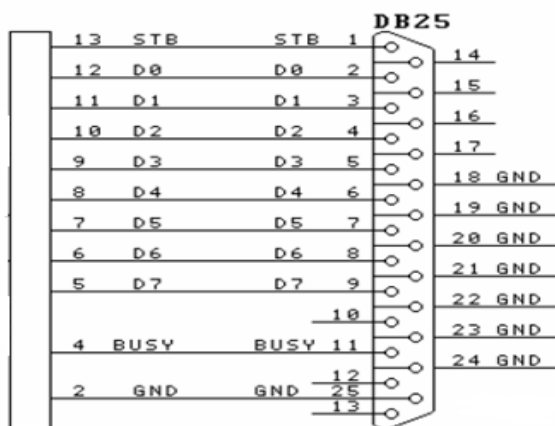 DB25
13 STB STB 1
14
12 D0 D0 2
15
11 D1 D1 3
16
10 D2 D2 4
17
9 D3 D3 5
18 GND
8 D4 D4 6
19 GND
7 D5 D5 7
20 GND
6 D6 D6 8
21 GND
5 D7 D7 9
22 GND
10
23 GND
4 BUSY BUSY 11
24 GND
12
2 GND GND 25
13